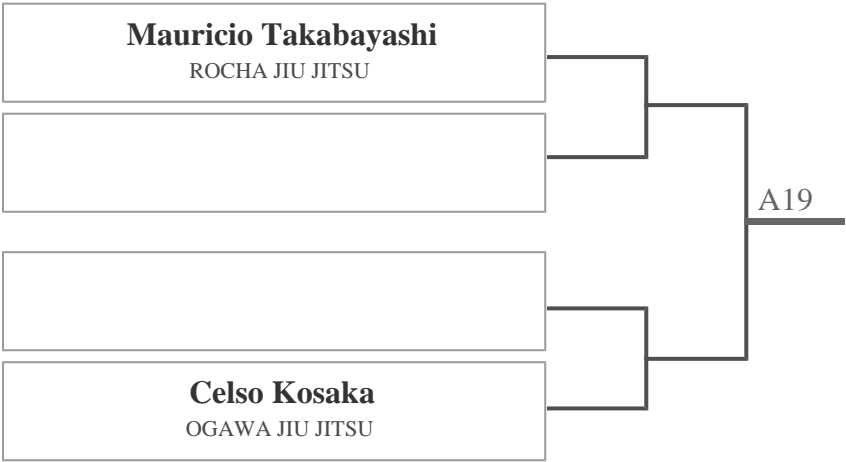 Mauricio Takabayashi
ROCHA JIU JITSU
A19
Celso Kosaka
OGAWA JIU JITSU